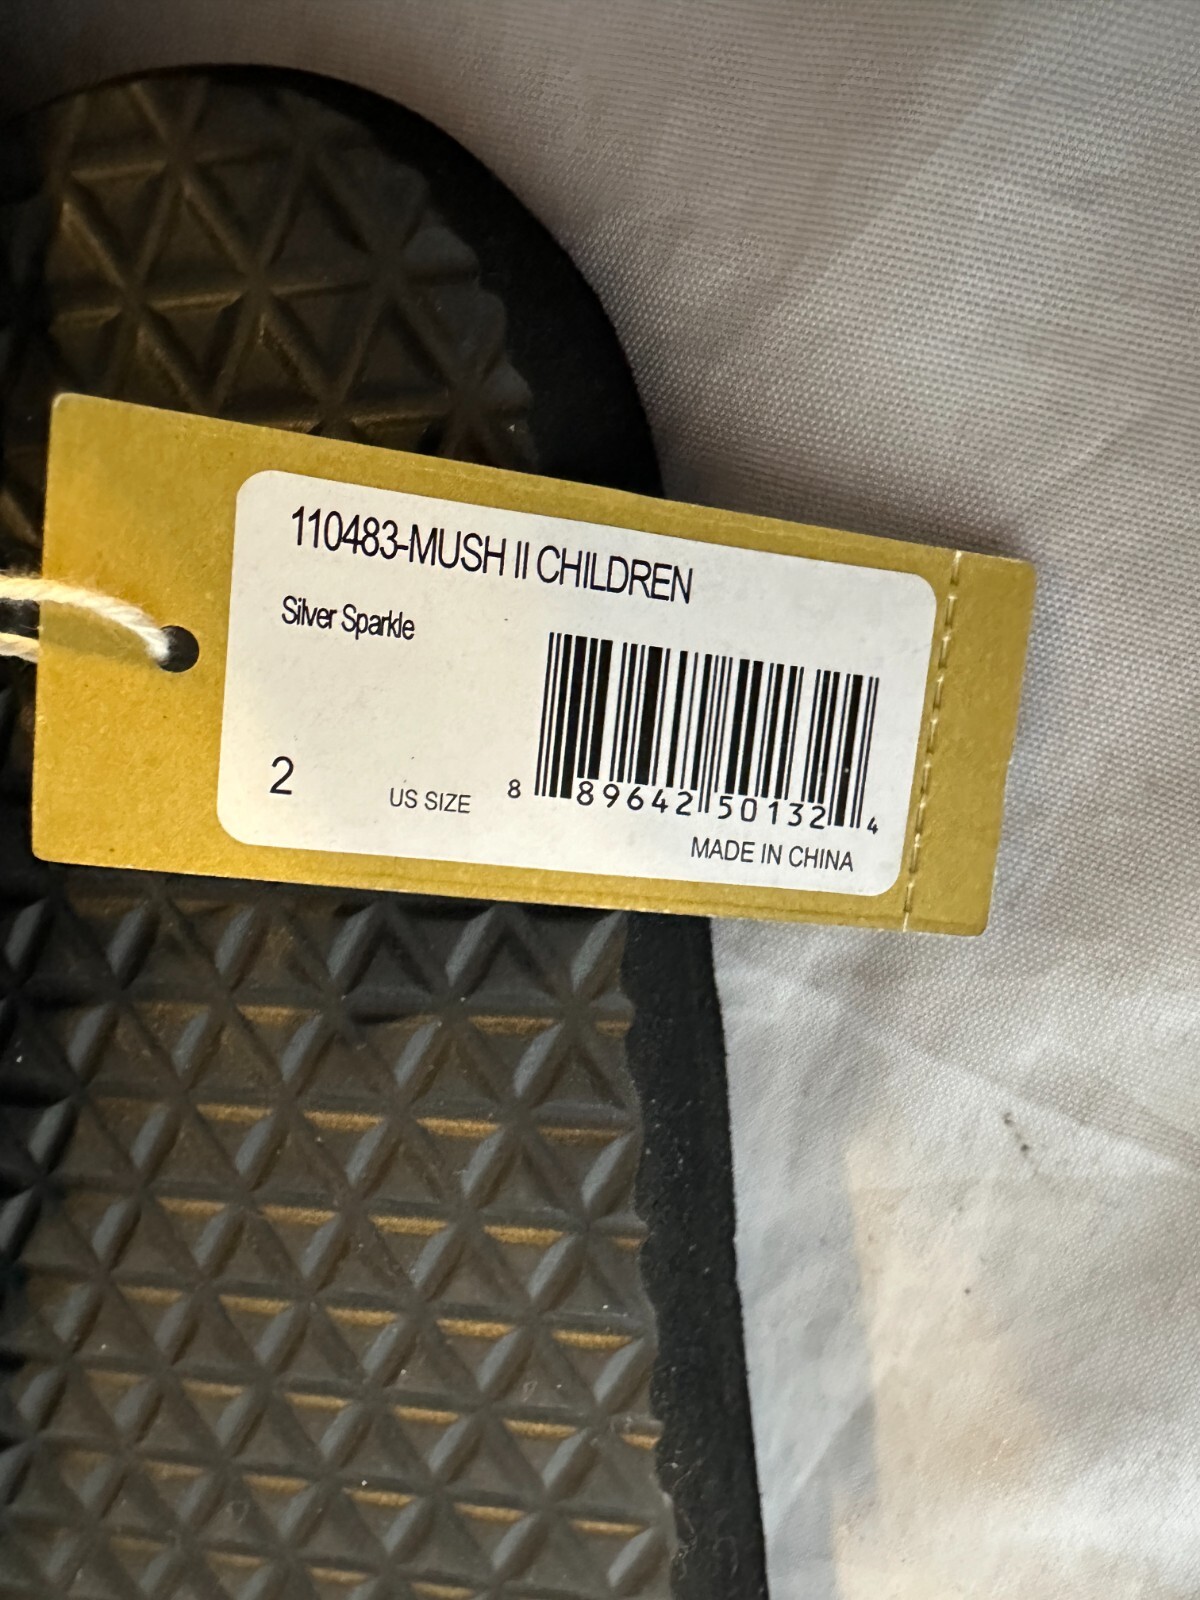 110483-MUSH II CHILDREN
Silver Sparkle
2
US SIZE
8 89642 50132 4
MADE IN CHINA